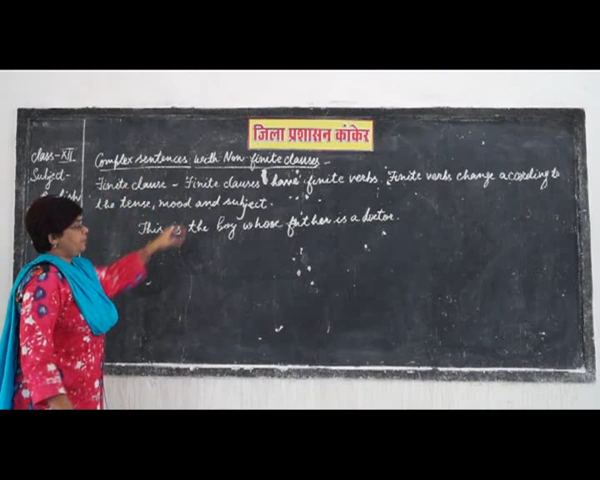 जिला प्रशासन कांकेर
Class-XII
Subject-
Complex sentences with Non-finite clauses -
Finite clause - Finite clauses have finite verbs. Finite verbs change according to
the tense, mood and subject.
This is the boy whose father is a doctor.